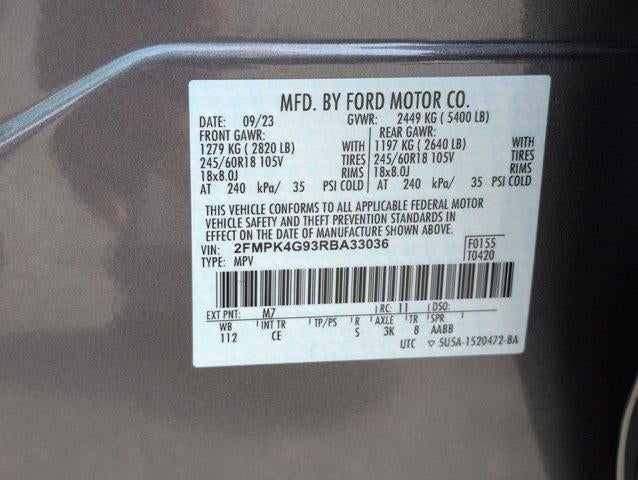 MFD. BY FORD MOTOR CO.
DATE: 09/23 GVWR: 2449 KG ( 5400 LB)
FRONT GAWR: REAR GAWR:
1279 KG ( 2820 LB) WITH 1197 KG ( 2640 LB) WITH
245/60R18 105V TIRES 245/60R18 105V TIRES
18x8.0J RIMS 18x8.0J RIMS
AT 240 kPa/ 35 PSI COLD AT 240 kPa/ 35 PSI COLD
THIS VEHICLE CONFORMS TO ALL APPLICABLE FEDERAL MOTOR
VEHICLE SAFETY AND THEFT PREVENTION STANDARDS IN
EFFECT ON THE DATE OF MANUFACTURE SHOWN ABOVE.
VIN: 2FMPK4G93RBA33036 F0155
TYPE: MPV T0420
EXT PNT: M7 RC: 11 DSO:
WB INT TR TP/PS R AXLE TR SPR
112 CE S 3K 8 AABB
UTC ▽ 5U5A-1520472-BA